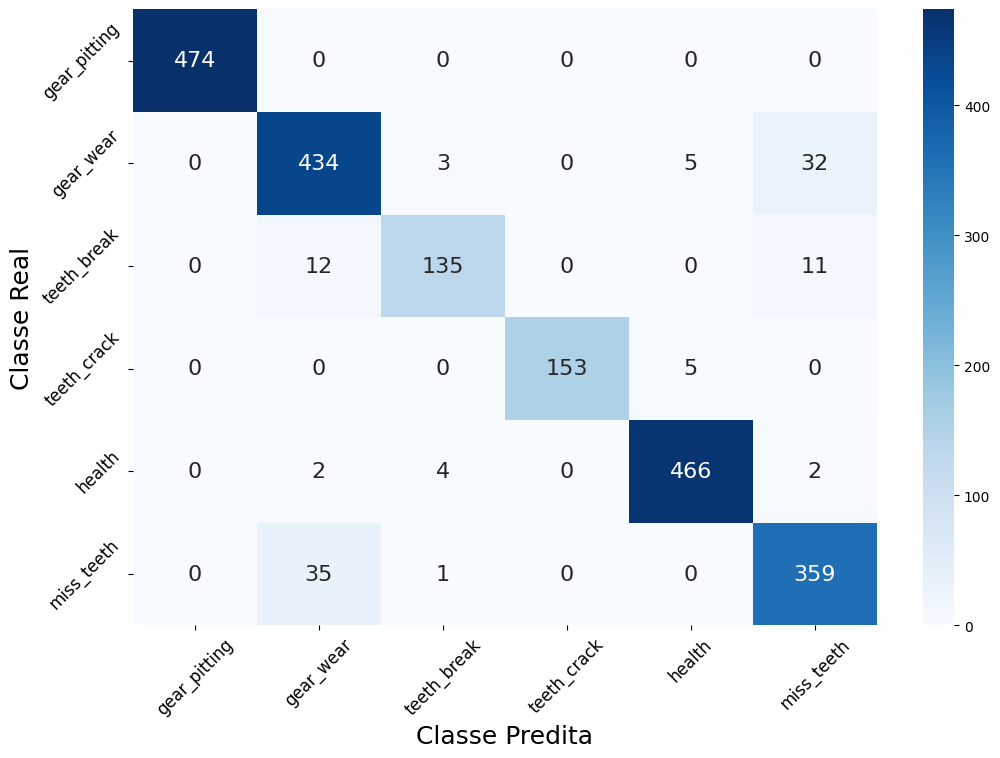 gear_pitting 474 0 0 0 0 0
gear_wear 0 434 3 0 5 32
teeth_break 0 12 135 0 0 11
teeth_crack 0 0 0 153 5 0
health 0 2 4 0 466 2
miss_teeth 0 35 1 0 0 359
gear_pitting gear_wear teeth_break teeth_crack health miss_teeth
Classe Predita
Classe Real
400
300
200
100
0